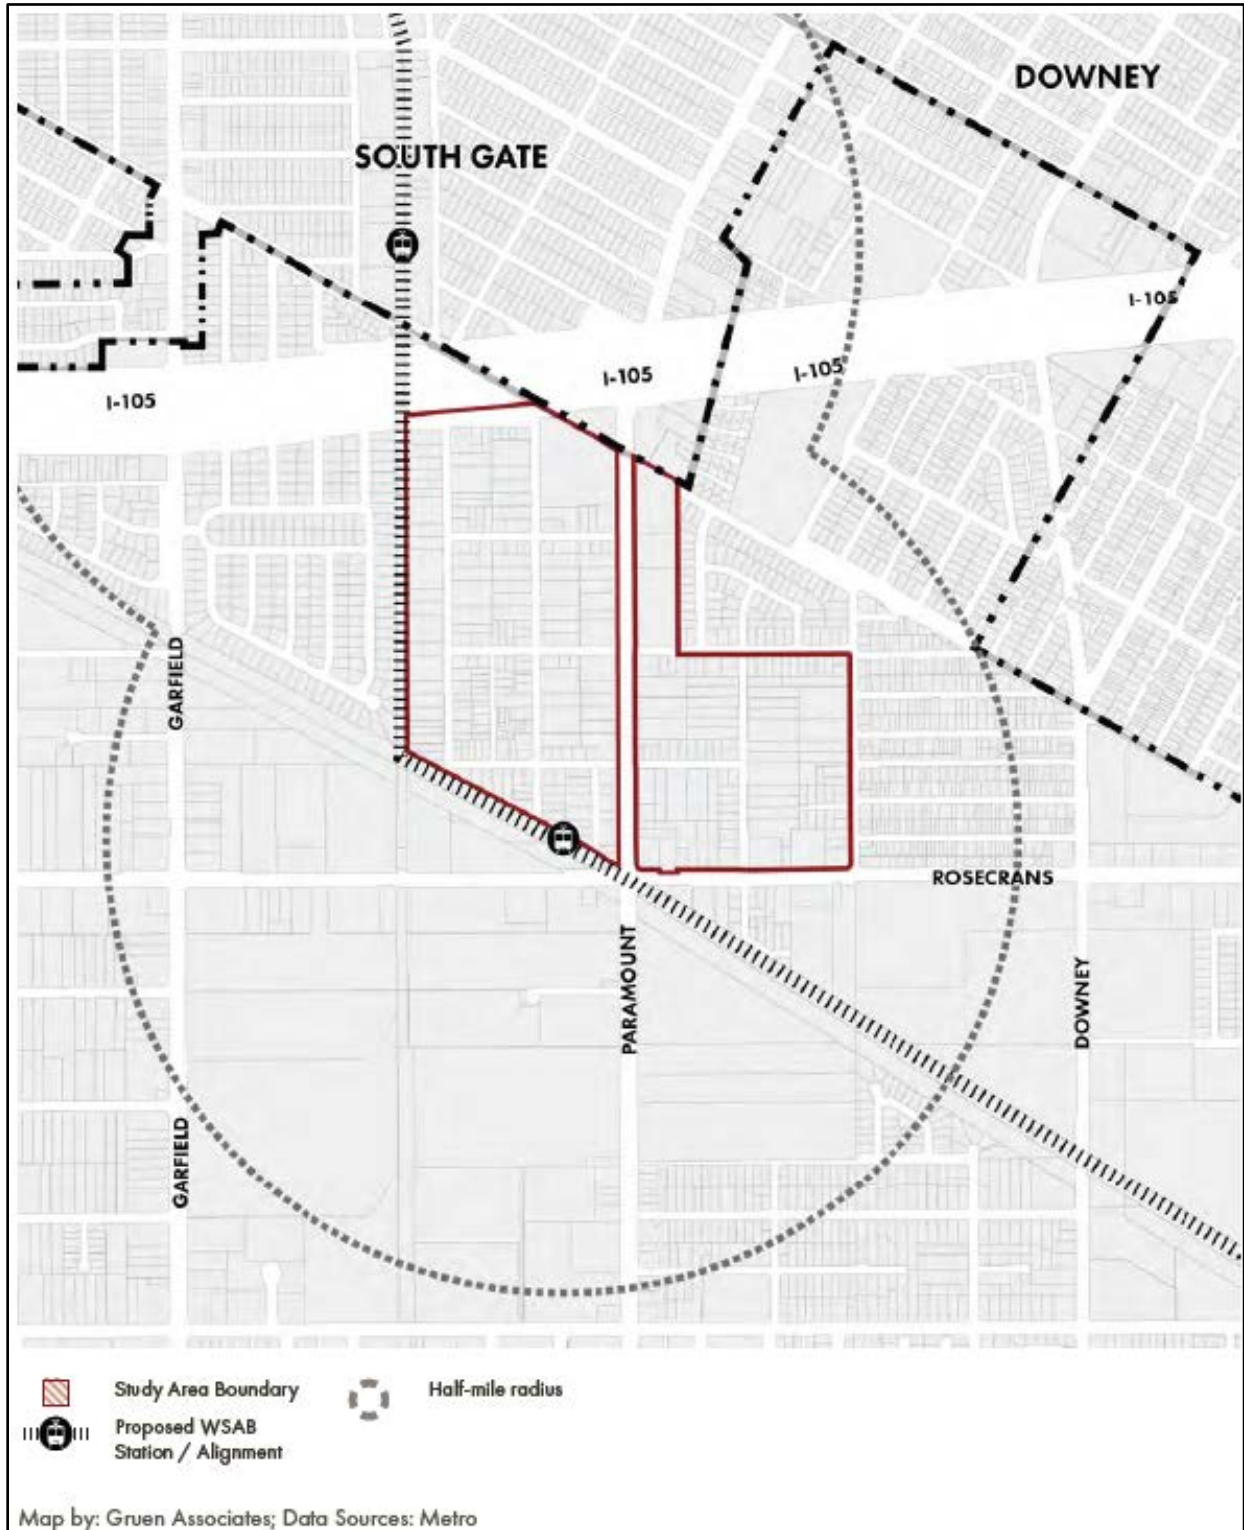 DOWNEY
SOUTH GATE
I-105
I-105
I-105
I-105
GARFIELD
ROSECRANS
PARAMOUNT
DOWNEY
GARFIELD
Study Area Boundary
Half-mile radius
Proposed WSAB
Station / Alignment
Map by: Gruen Associates; Data Sources: Metro